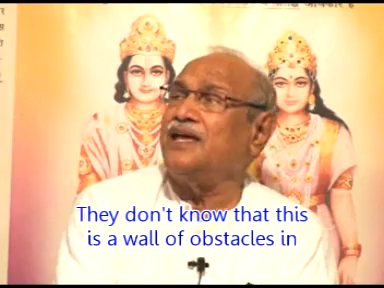 They don't know that this
is a wall of obstacles in